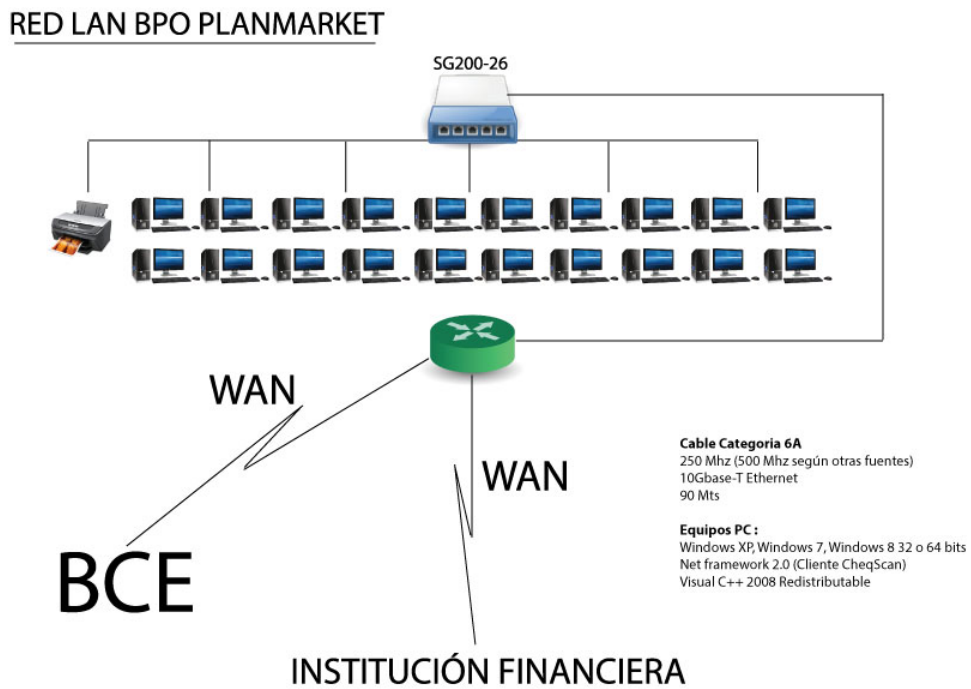 RED LAN BPO PLANMARKET
SG200-26
WAN
WAN
BCE
INSTITUCIÓN FINANCIERA
Cable Categoria 6A
250 Mhz (500 Mhz según otras fuentes)
10Gbase-T Ethernet
90 Mts
Equipos PC :
Windows XP, Windows 7, Windows 8 32 o 64 bits
Net framework 2.0 (Cliente CheqScan)
Visual C++ 2008 Redistributable